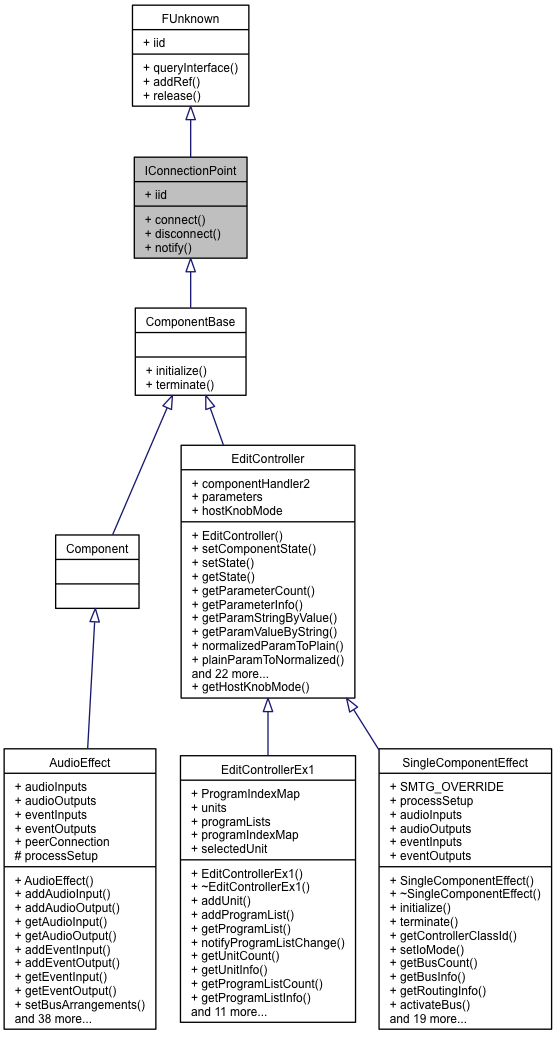 FUnknown
+ iid
+ queryInterface()
+ addRef()
+ release()
IConnectionPoint
+ iid
+ connect()
+ disconnect()
+ notify()
ComponentBase
+ initialize()
+ terminate()
EditController
+ componentHandler2
+ parameters
+ hostKnobMode
+ EditController()
+ setComponentState()
+ setState()
+ getState()
+ getParameterCount()
+ getParameterInfo()
+ getParamStringByValue()
+ getParamValueByString()
+ normalizedParamToPlain()
+ plainParamToNormalized()
and 22 more...
+ getHostKnobMode()
Component
AudioEffect
+ audioInputs
+ audioOutputs
+ eventInputs
+ eventOutputs
+ peerConnection
# processSetup
+ AudioEffect()
+ addAudioInput()
+ addAudioOutput()
+ getAudioInput()
+ getAudioOutput()
+ addEventInput()
+ addEventOutput()
+ getEventInput()
+ getEventOutput()
+ setBusArrangements()
and 38 more...
EditControllerEx1
+ ProgramIndexMap
+ units
+ programLists
+ programIndexMap
+ selectedUnit
+ EditControllerEx1()
+ ~EditControllerEx1()
+ addUnit()
+ addProgramList()
+ getProgramList()
+ notifyProgramListChange()
+ getUnitCount()
+ getUnitInfo()
+ getProgramListCount()
+ getProgramListInfo()
and 11 more...
SingleComponentEffect
+ SMTG_OVERRIDE
+ processSetup
+ audioInputs
+ audioOutputs
+ eventInputs
+ eventOutputs
+ SingleComponentEffect()
+ ~SingleComponentEffect()
+ initialize()
+ terminate()
+ getControllerClassId()
+ setIoMode()
+ getBusCount()
+ getBusInfo()
+ getRoutingInfo()
+ activateBus()
and 19 more...